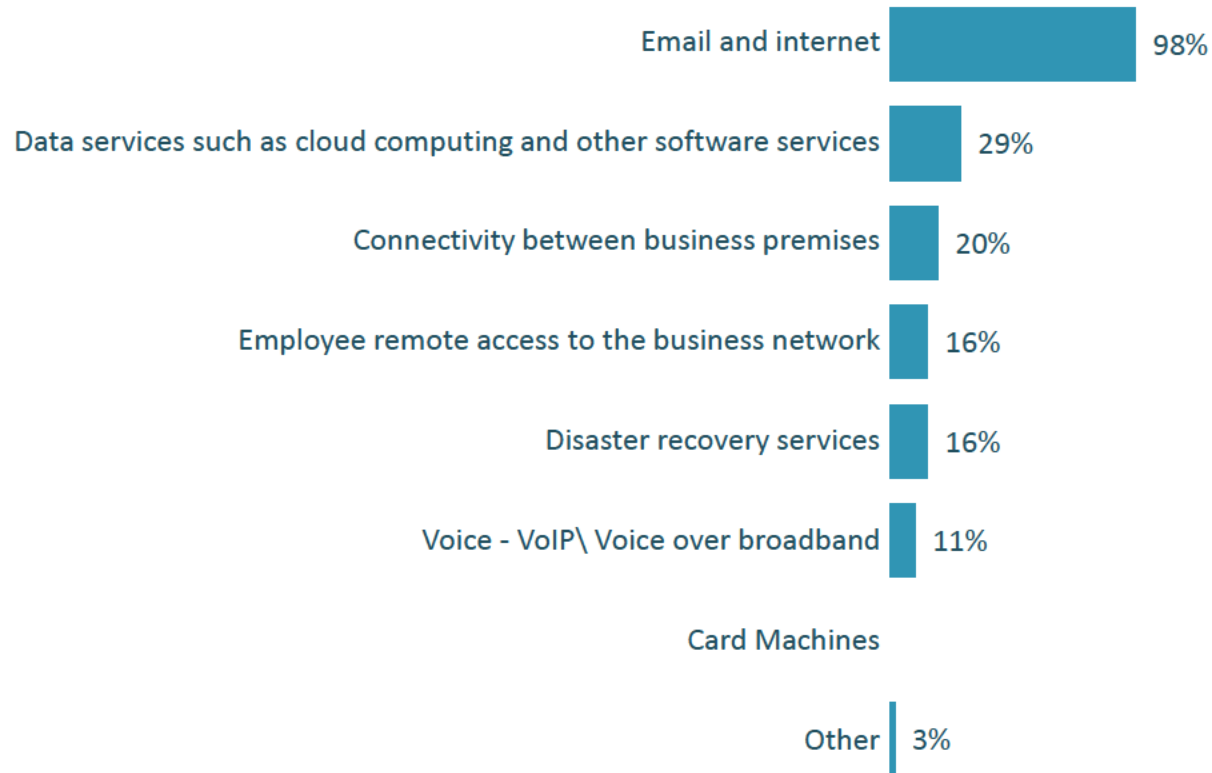 Email and internet 98%
Data services such as cloud computing and other software services 29%
Connectivity between business premises 20%
Employee remote access to the business network 16%
Disaster recovery services 16%
Voice - VoIP\ Voice over broadband 11%
Card Machines
Other 3%